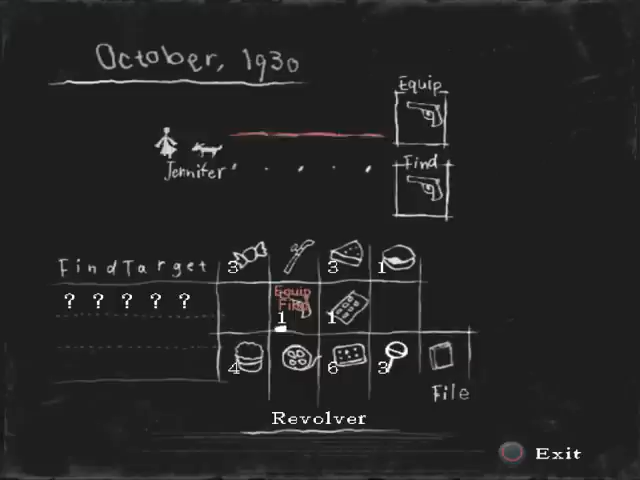 October, 1930
Equip
Jennifer
Find
FindTarget
3 3 1
? ? ? ? ?
Equip
Find
1 1
4 6 3
File
Revolver
Exit